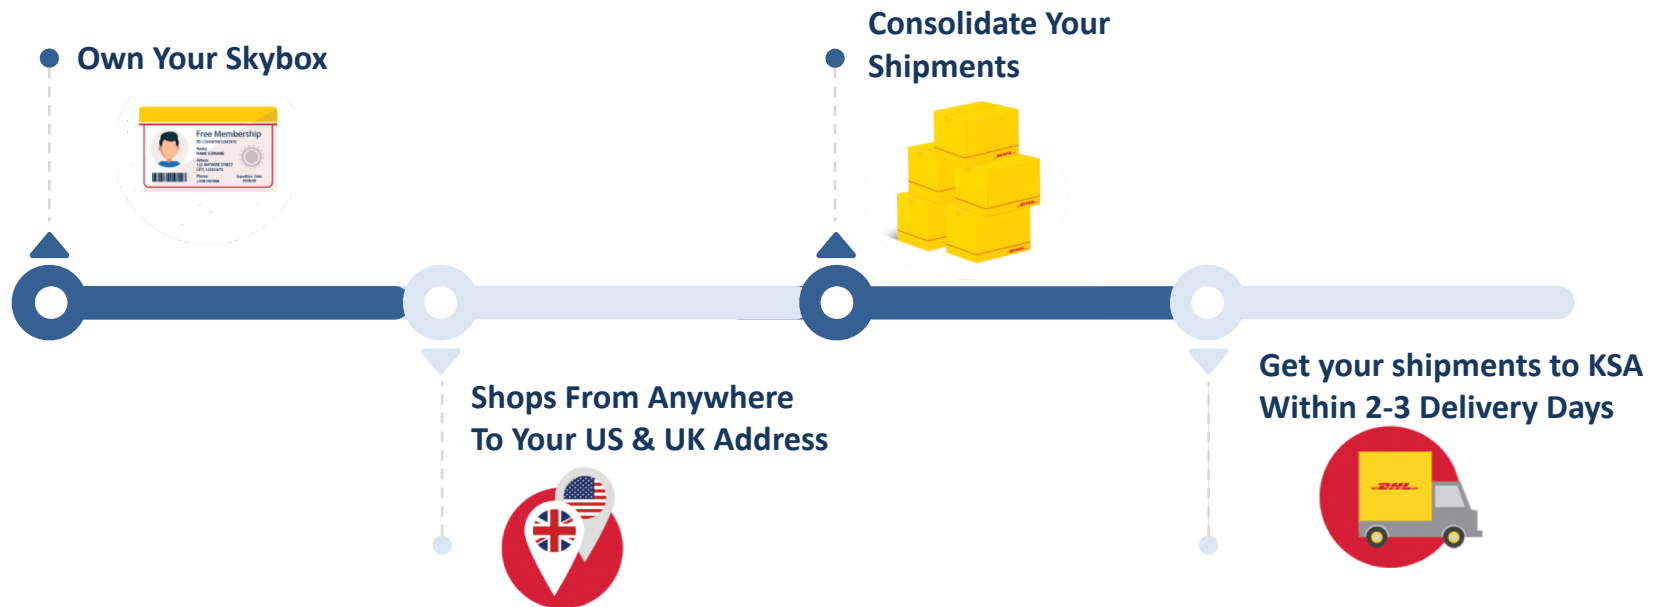 Own Your Skybox
Free Membership
Consolidate Your
Shipments
Shops From Anywhere
To Your US & UK Address
Get your shipments to KSA
Within 2-3 Delivery Days
DHL